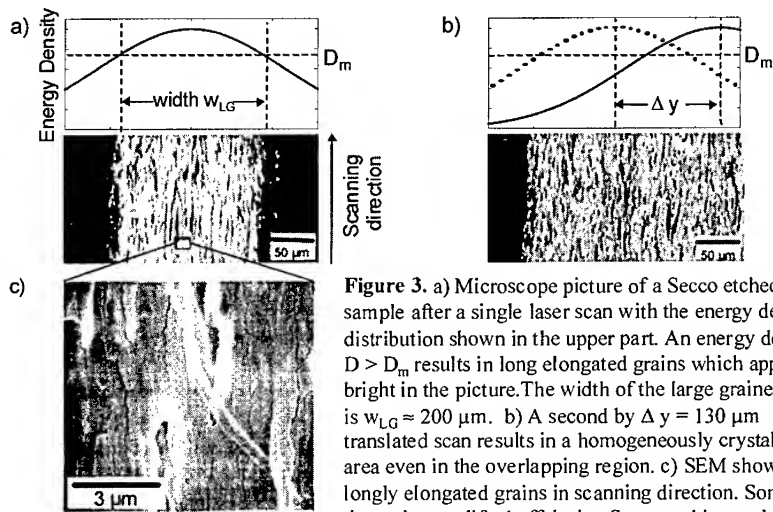 a)
Energy Density
D_m
width w_LG
Scanning direction
50 µm
b)
D_m
Δ y
50 µm
c)
3 µm
Figure 3. a) Microscope picture of a Secco etched
sample after a single laser scan with the energy de
distribution shown in the upper part. An energy de
D > D_m results in long elongated grains which app
bright in the picture.The width of the large graine
is w_LG ≈ 200 µm. b) A second by Δ y = 130 µm
translated scan results in a homogeneously crystal
area even in the overlapping region. c) SEM show
longly elongated grains in scanning direction. Son